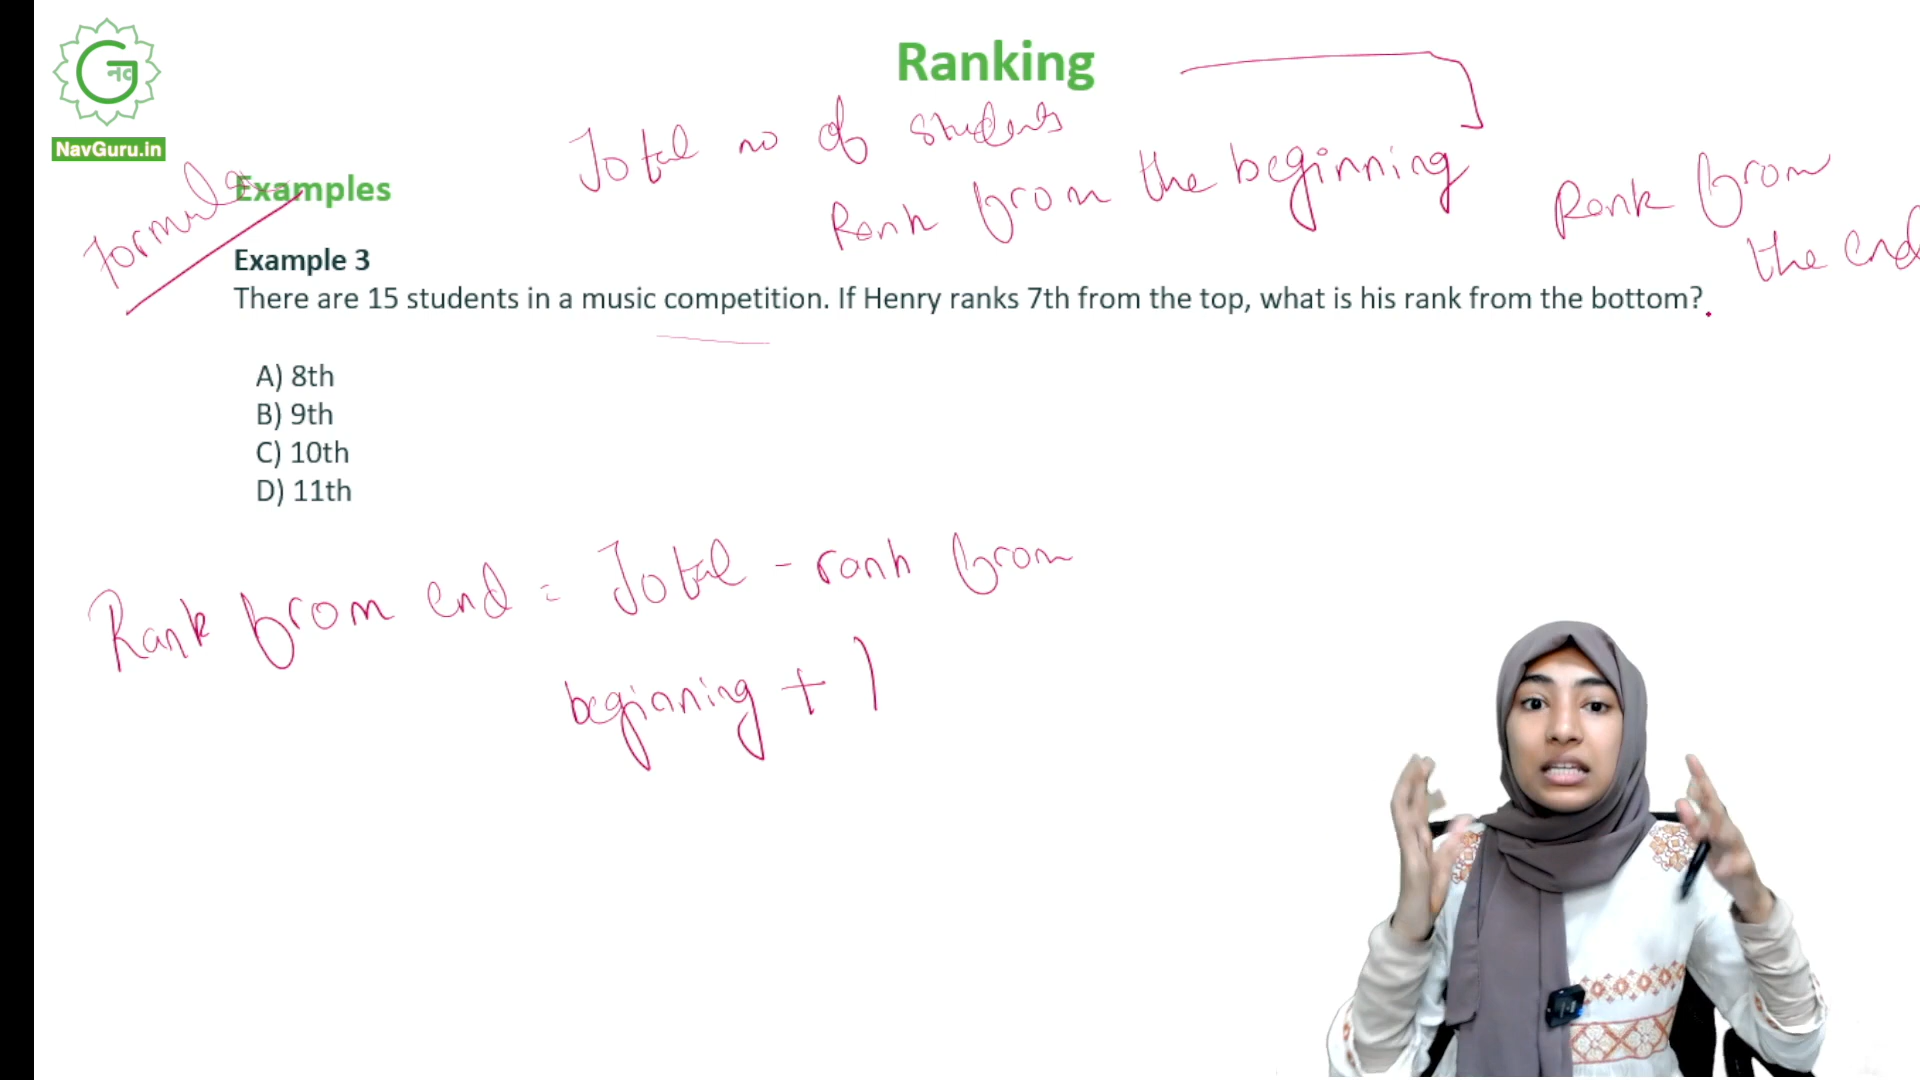 Ranking
नव
NavGuru.in
Total no of students
Rank from the beginning
Rank from
the end
Formula
Examples
Example 3
There are 15 students in a music competition. If Henry ranks 7th from the top, what is his rank from the bottom?
A) 8th
B) 9th
C) 10th
D) 11th
Rank from end = Total - rank from
beginning + 1